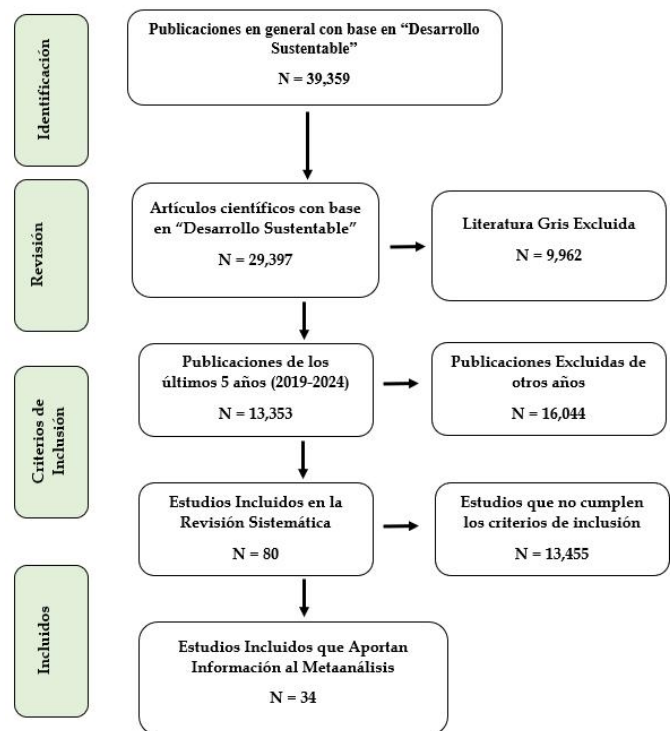 Identificación
Publicaciones en general con base en “Desarrollo
Sustentable”
N = 39,359
Revisión
Artículos científicos con base
en “Desarrollo Sustentable”
N = 29,397
Literatura Gris Excluida
N = 9,962
Criterios de
Inclusión
Publicaciones de los
últimos 5 años (2019-2024)
N = 13,353
Publicaciones Excluidas de
otros años
N = 16,044
Estudios Incluidos en la
Revisión Sistemática
N = 80
Estudios que no cumplen
los criterios de inclusión
N = 13,455
Incluidos
Estudios Incluidos que Aportan
Información al Metaanálisis
N = 34